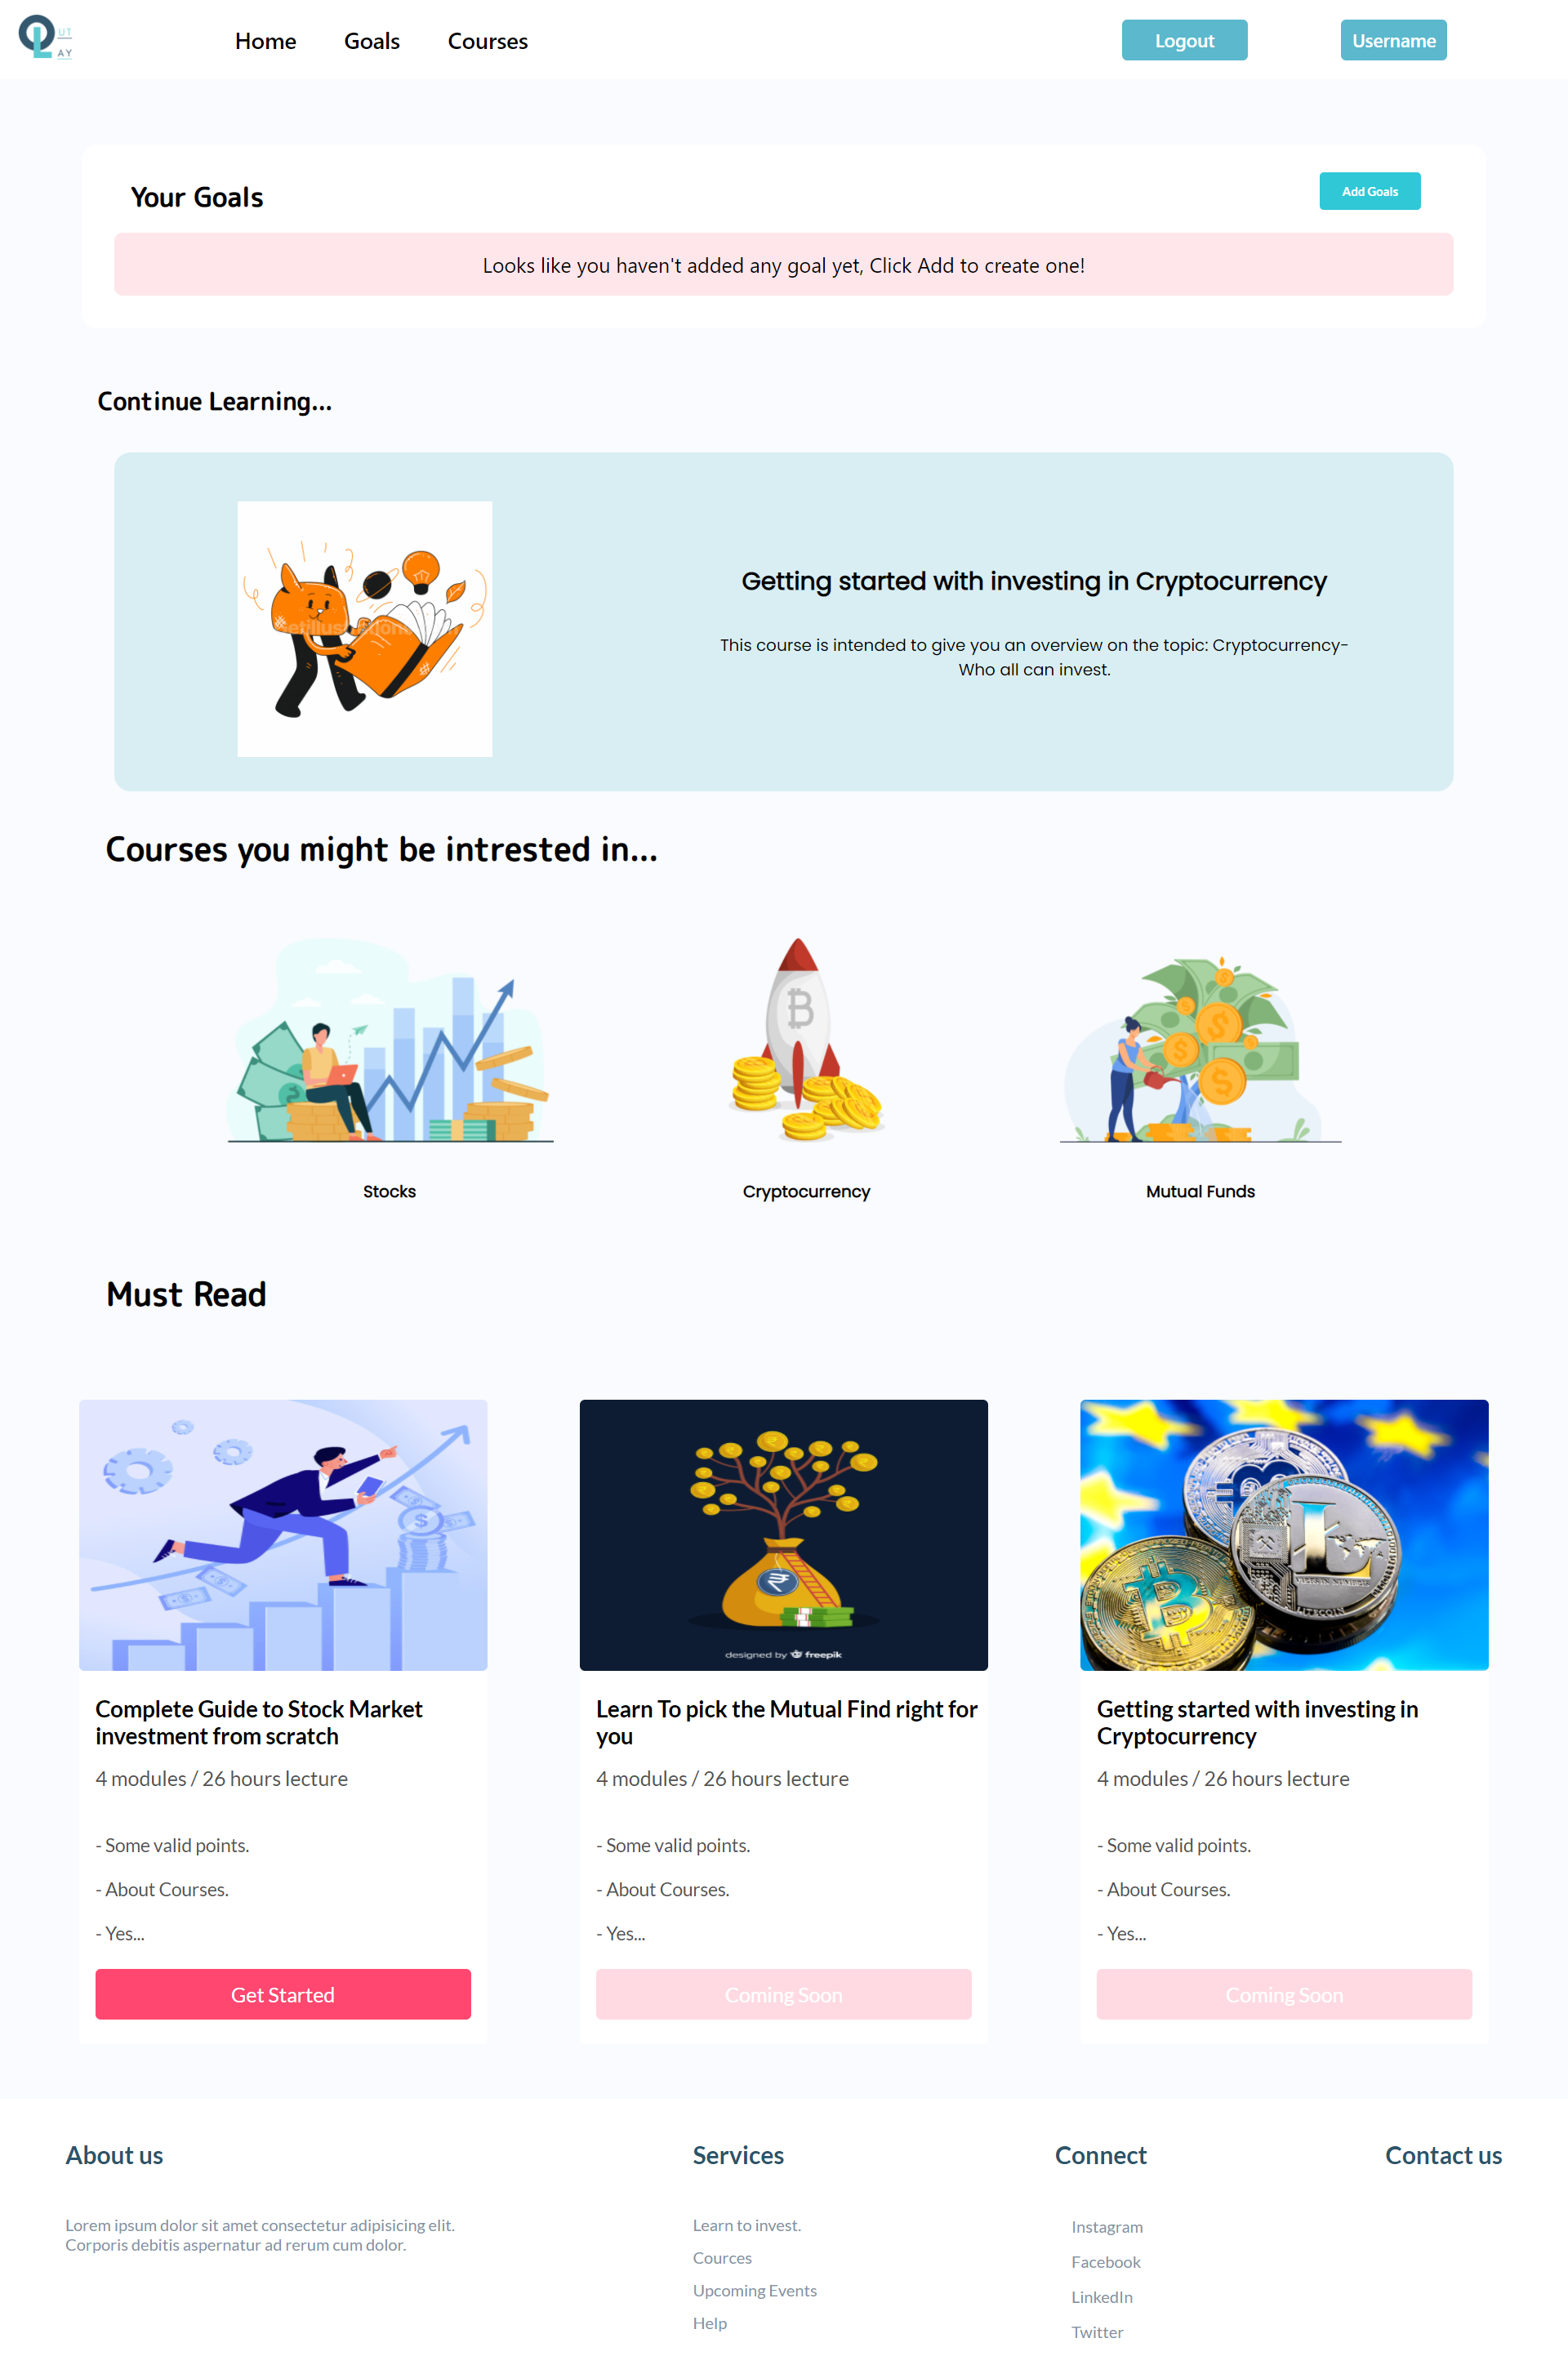 UT
AY
Home
Goals
Courses
Logout
Username
Your Goals
Add Goals
Looks like you haven't added any goal yet, Click Add to create one!
Continue Learning...
Getting started with investing in Cryptocurrency
This course is intended to give you an overview on the topic: Cryptocurrency-
Who all can invest.
Courses you might be intrested in...
Stocks
Cryptocurrency
Mutual Funds
Must Read
designed by freepik
LITECOIN
Complete Guide to Stock Market
investment from scratch
4 modules / 26 hours lecture
- Some valid points.
- About Courses.
- Yes...
Get Started
Learn To pick the Mutual Find right for
you
4 modules / 26 hours lecture
- Some valid points.
- About Courses.
- Yes...
Coming Soon
Getting started with investing in
Cryptocurrency
4 modules / 26 hours lecture
- Some valid points.
- About Courses.
- Yes...
Coming Soon
About us
Lorem ipsum dolor sit amet consectetur adipisicing elit.
Corporis debitis aspernatur ad rerum cum dolor.
Services
Learn to invest.
Cources
Upcoming Events
Help
Connect
Instagram
Facebook
LinkedIn
Twitter
Contact us